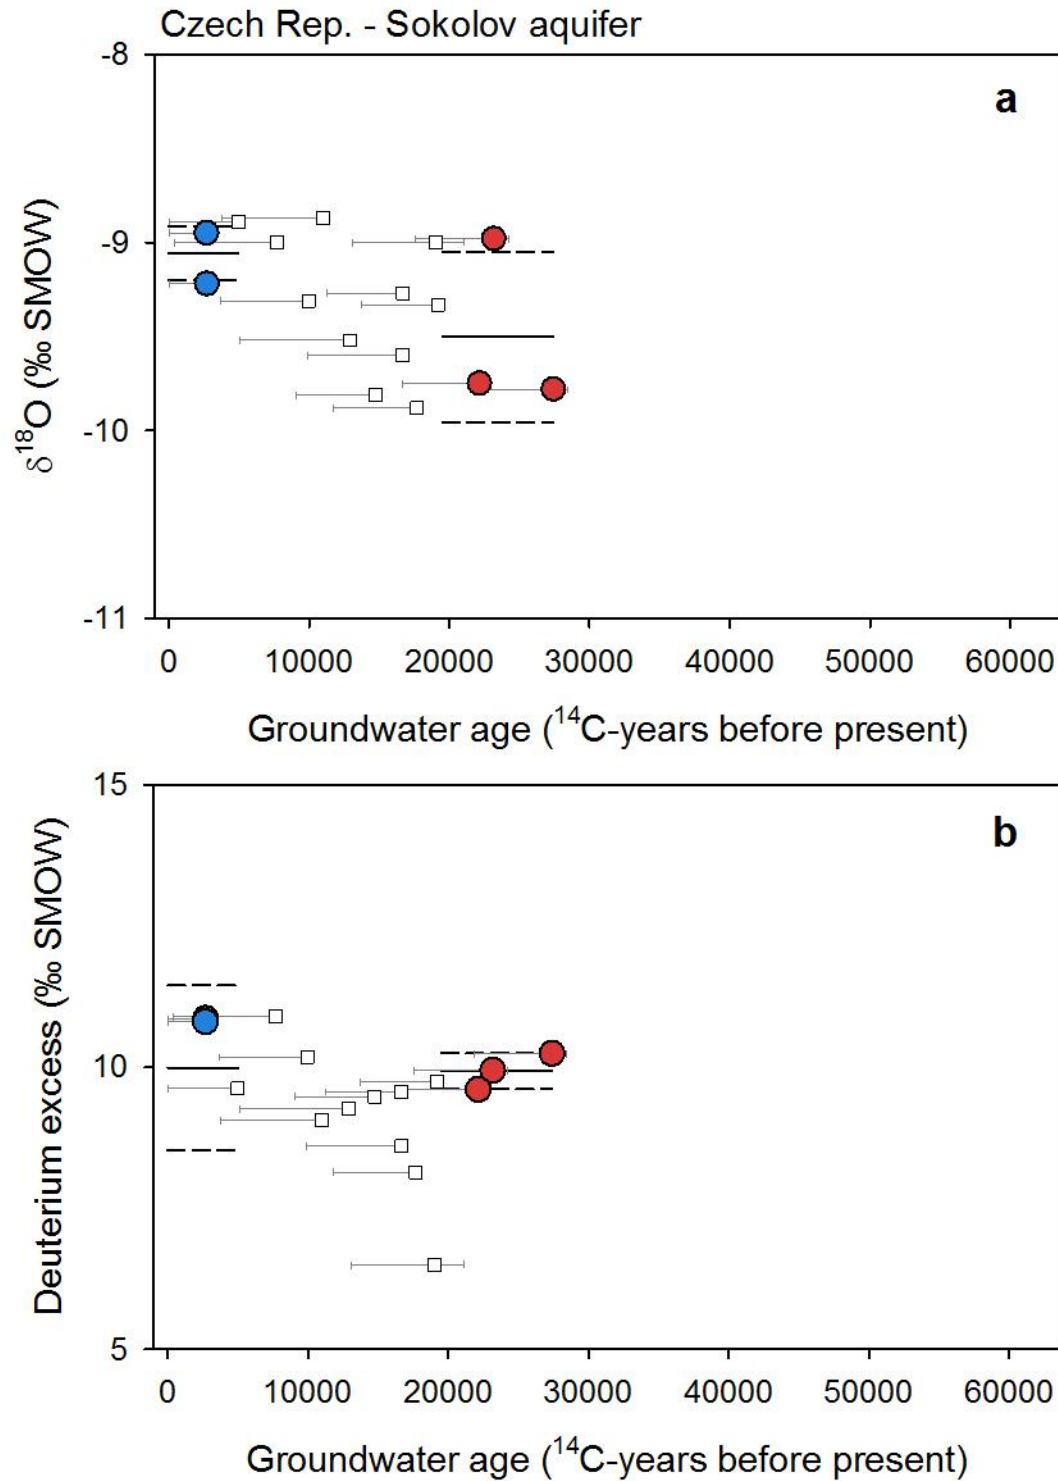 Czech Rep. - Sokolov aquifer
a
-8
-9
-10
-11
δ¹⁸O (‰ SMOW)
0 10000 20000 30000 40000 50000 60000
Groundwater age (¹⁴C-years before present)
b
15
10
5
Deuterium excess (‰ SMOW)
0 10000 20000 30000 40000 50000 60000
Groundwater age (¹⁴C-years before present)